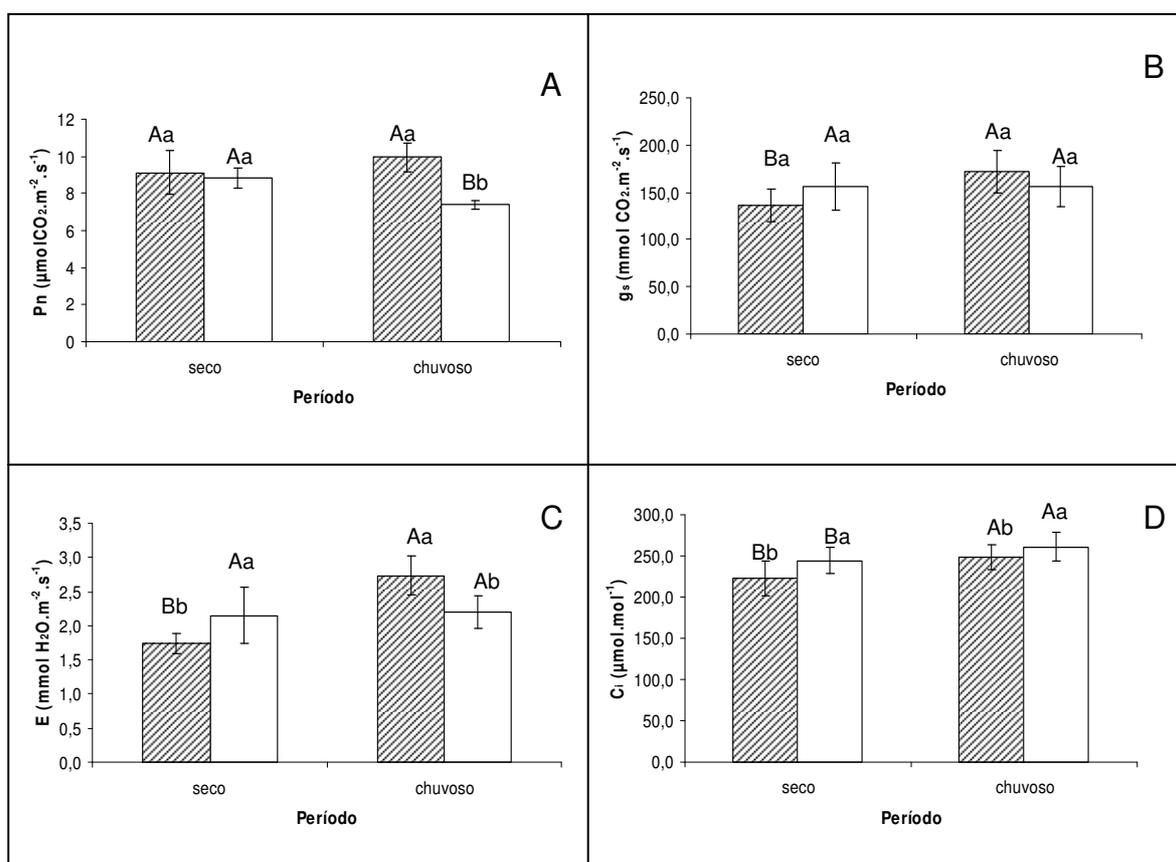 A
Pn (µmolCO₂.m⁻².s⁻¹)
12
10
8
6
4
2
0
Aa
Aa
Aa
Bb
seco
chuvoso
Período
B
gs (mmol CO₂.m⁻².s⁻¹)
250,0
200,0
150,0
100,0
50,0
0,0
Ba
Aa
Aa
Aa
seco
chuvoso
Período
C
E (mmol H₂O.m⁻².s⁻¹)
3,5
3,0
2,5
2,0
1,5
1,0
0,5
0,0
Bb
Aa
Aa
Ab
seco
chuvoso
Período
D
Ci (µmol.mol⁻¹)
300,0
250,0
200,0
150,0
100,0
50,0
0,0
Bb
Ba
Ab
Aa
seco
chuvoso
Período